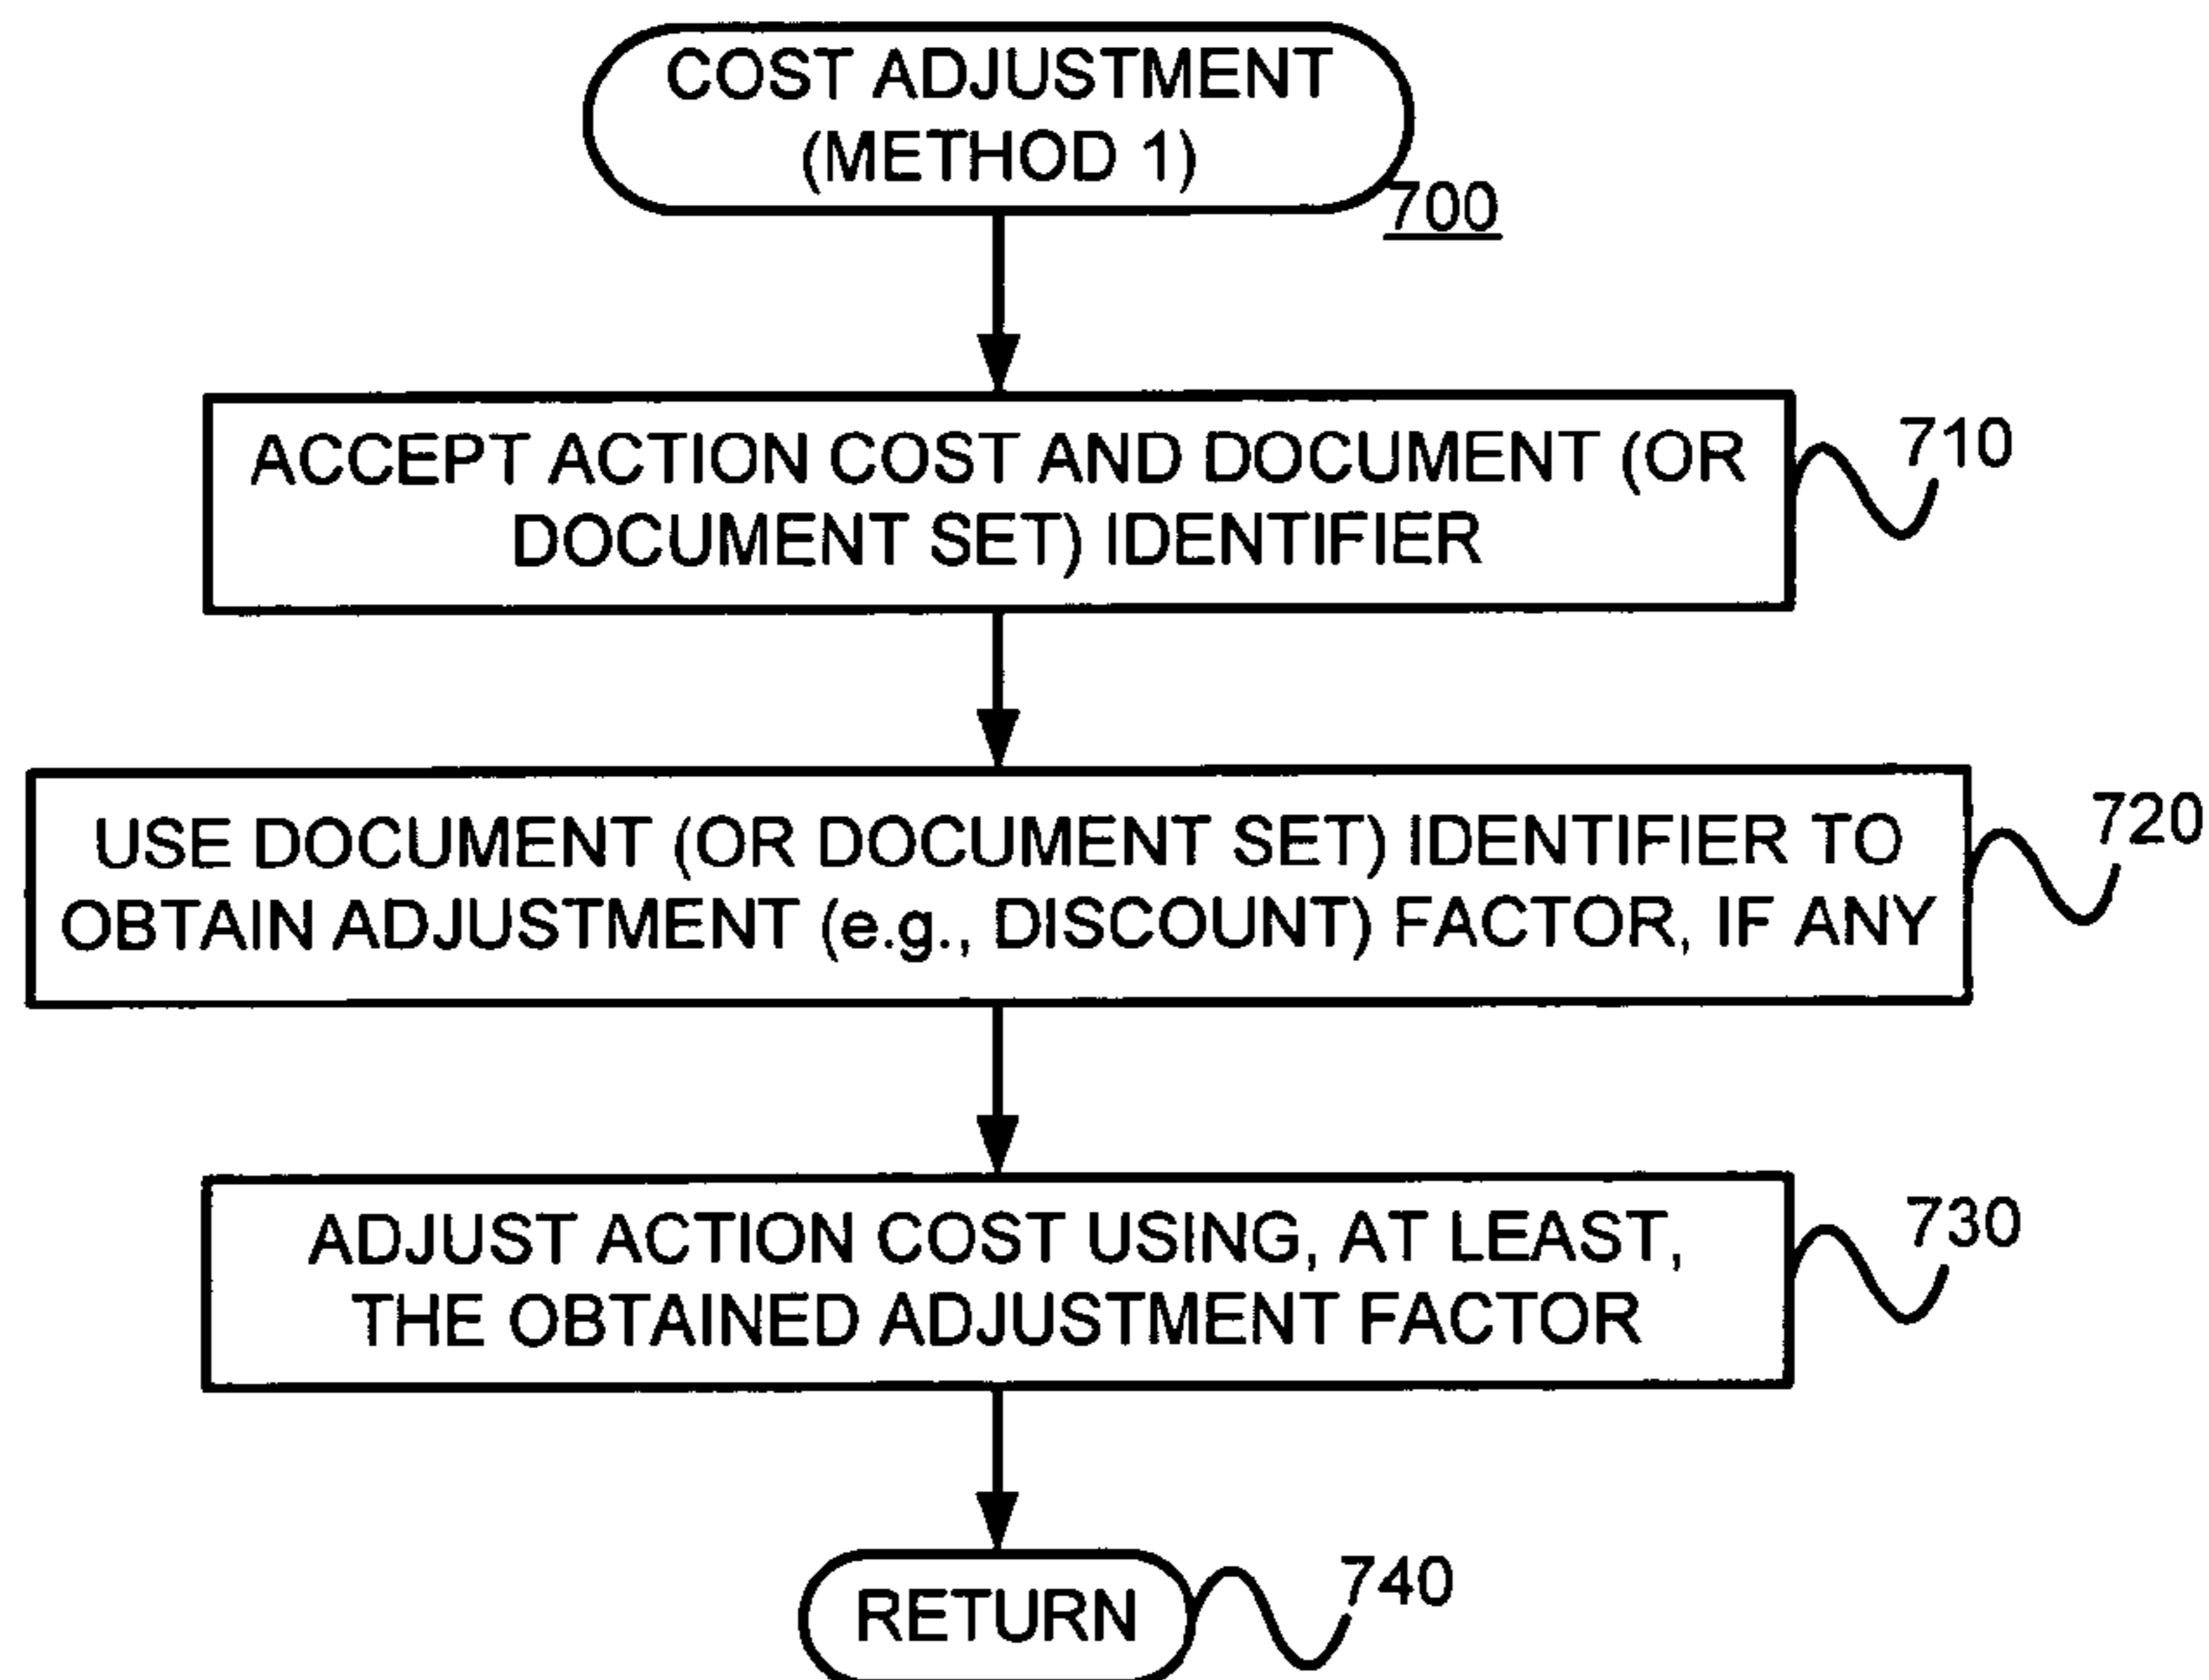 COST ADJUSTMENT
(METHOD 1)
700
ACCEPT ACTION COST AND DOCUMENT (OR
DOCUMENT SET) IDENTIFIER
710
USE DOCUMENT (OR DOCUMENT SET) IDENTIFIER TO
OBTAIN ADJUSTMENT (e.g., DISCOUNT) FACTOR, IF ANY
720
ADJUST ACTION COST USING, AT LEAST,
THE OBTAINED ADJUSTMENT FACTOR
730
RETURN
740